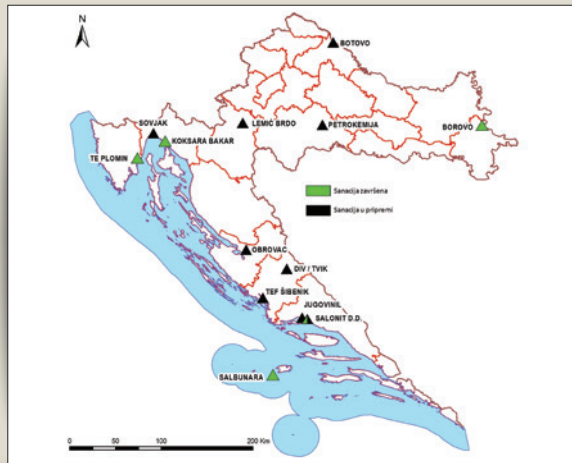 N
BOTOVO
SOVJAK
LEMIĆ BRDO
PETROKEMIJA
BOROVO
KOKSARA BAKAR
TE PLOMIN
Sanacija završena
Sanacija u pripremi
OBROVAC
DIV / TVIK
TEF ŠIBENIK
JUGOVINIL
SALONIT D.D.
SALBUNARA
0 50 100 200 Km